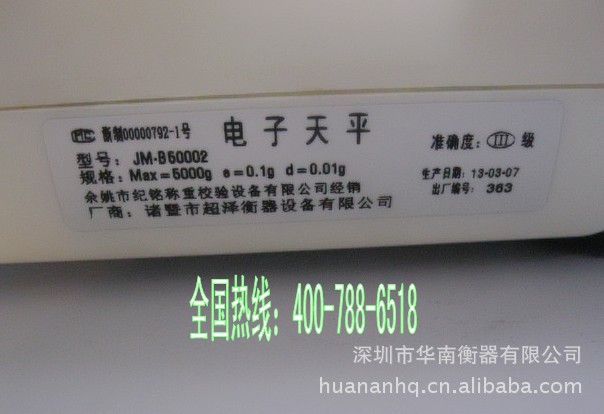 MC 浙制00000792-1号
电子天平
准确度: Ⅲ 级
型号: JM-B50002
规格: Max=5000g e=0.1g d=0.01g
生产日期: 13-03-07
余姚市纪铭称重校验设备有限公司经销
出厂编号: 363
厂商: 诸暨市超泽衡器设备有限公司
全国热线: 400-788-6518
深圳市华南衡器有限公司
huananhq.cn.alibaba.com